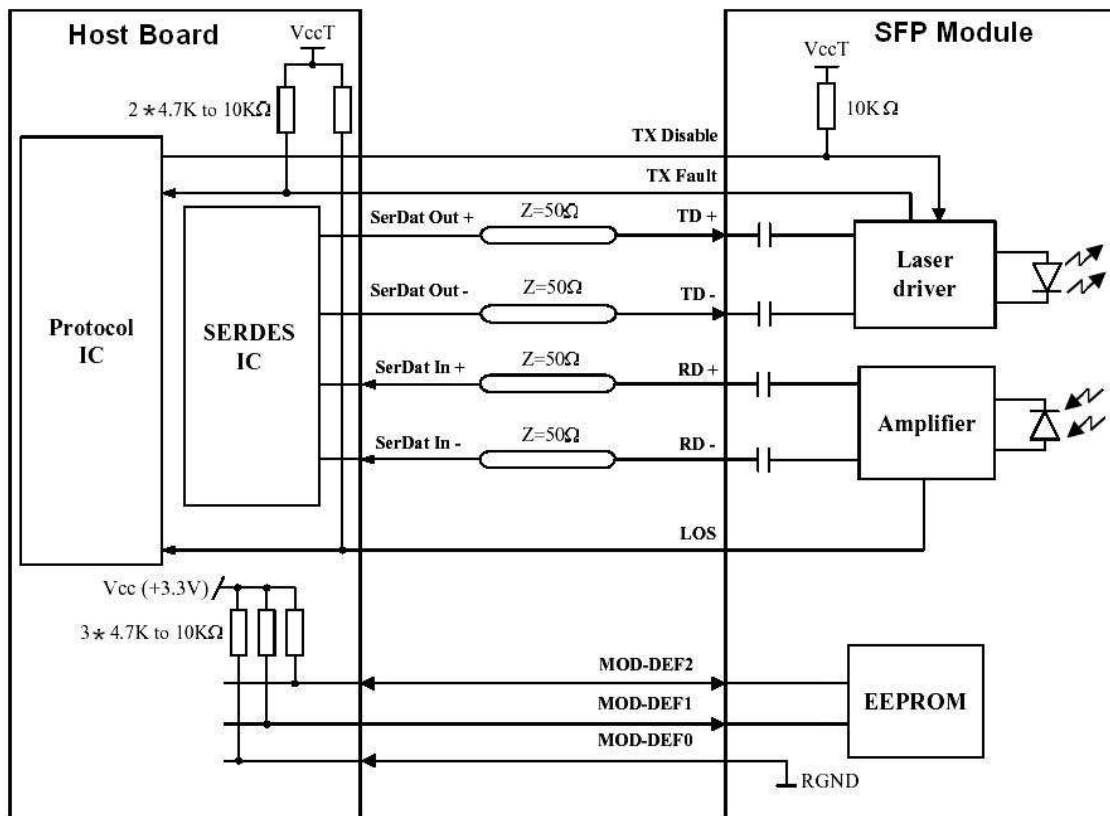 Host Board
SFP Module
VccT
VccT
2 * 4.7K to 10KΩ
10K Ω
TX Disable
TX Fault
SerDat Out +
Z=50Ω
TD +
SerDat Out -
Z=50Ω
TD -
Laser
driver
Protocol
IC
SERDES
IC
SerDat In +
Z=50Ω
RD +
SerDat In -
Z=50Ω
RD -
Amplifier
LOS
Vcc (+3.3V)
3 * 4.7K to 10KΩ
MOD-DEF2
MOD-DEF1
MOD-DEF0
EEPROM
RGND